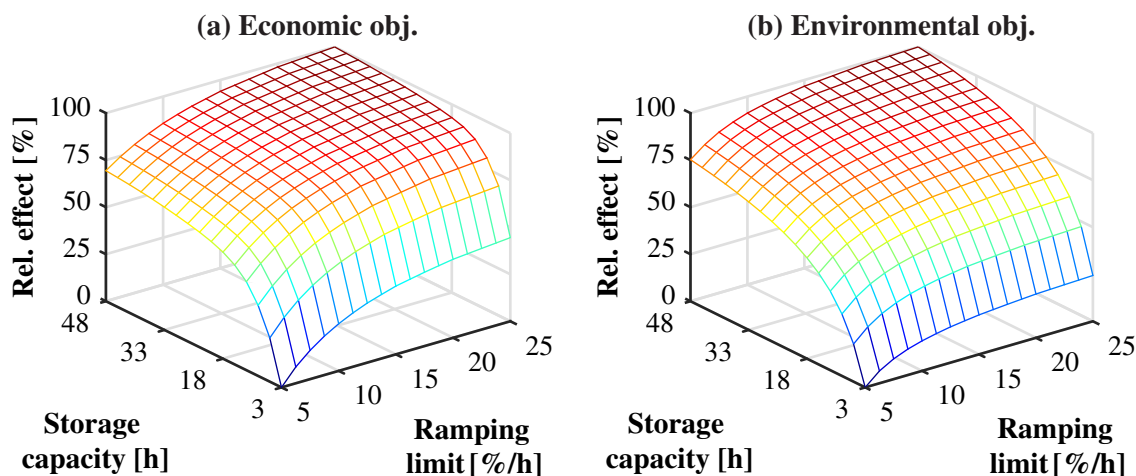 (a) Economic obj.
Rel. effect [%]
100
75
50
25
0
48
33
18
3
5
10
15
20
25
Storage
capacity [h]
Ramping
limit [%/h]
(b) Environmental obj.
Rel. effect [%]
100
75
50
25
0
48
33
18
3
5
10
15
20
25
Storage
capacity [h]
Ramping
limit [%/h]